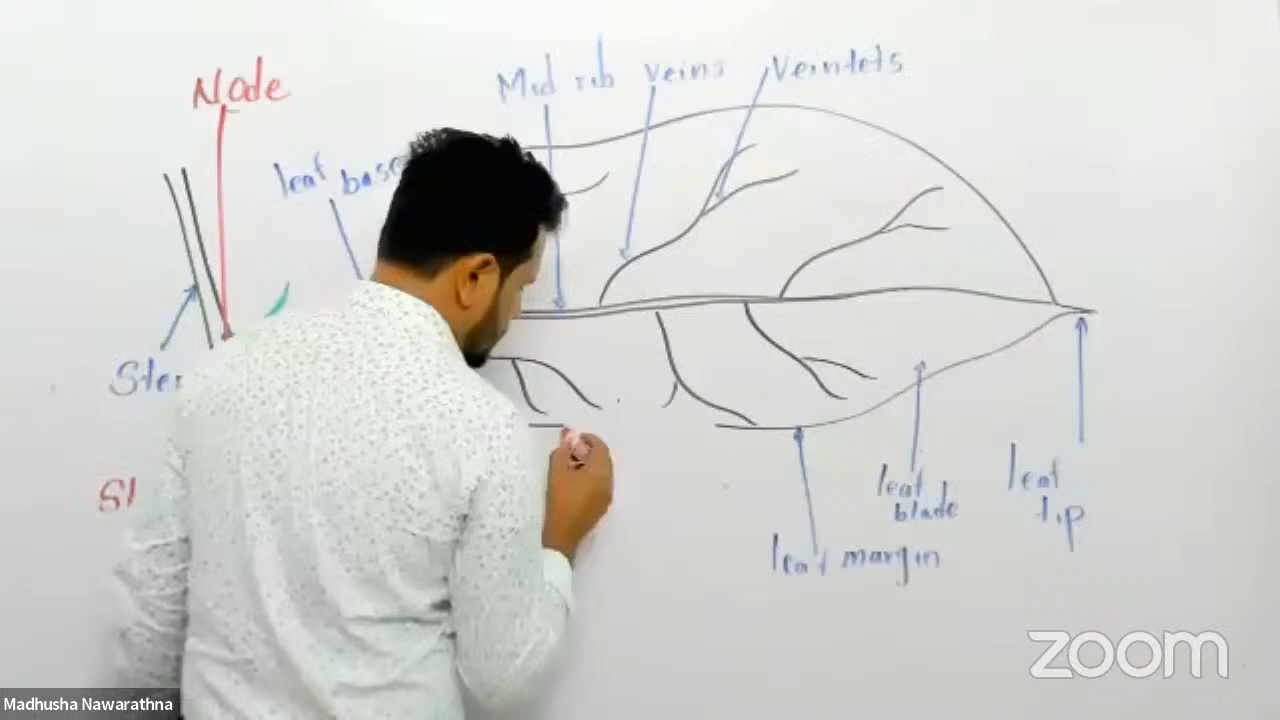 Node
Mid rib
veins
Veinlets
leaf base
leaf
blade
leaf
tip
leaf margin
zoom
Madhusha Nawarathna